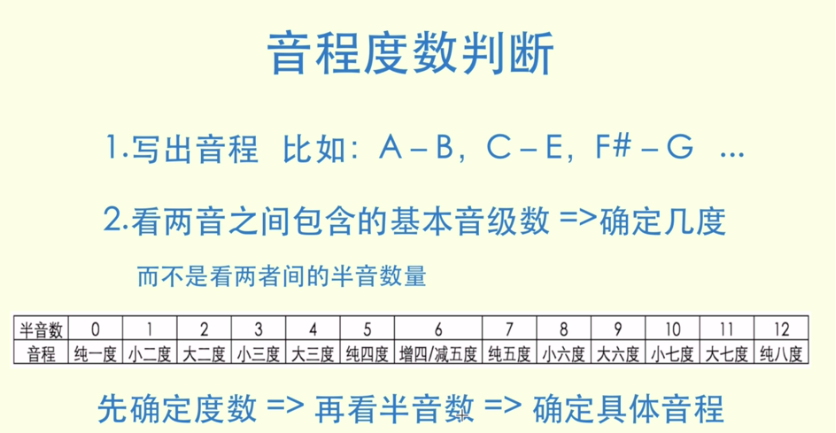 音程度数判断
1.写出音程 比如：A – B，C – E，F# – G ...
2.看两音之间包含的基本音级数 =>确定几度
而不是看两者间的半音数量
半音数 0 1 2 3 4 5 6 7 8 9 10 11 12
音程 纯一度 小二度 大二度 小三度 大三度 纯四度 增四/减五度 纯五度 小六度 大六度 小七度 大七度 纯八度
先确定度数 => 再看半音数 => 确定具体音程